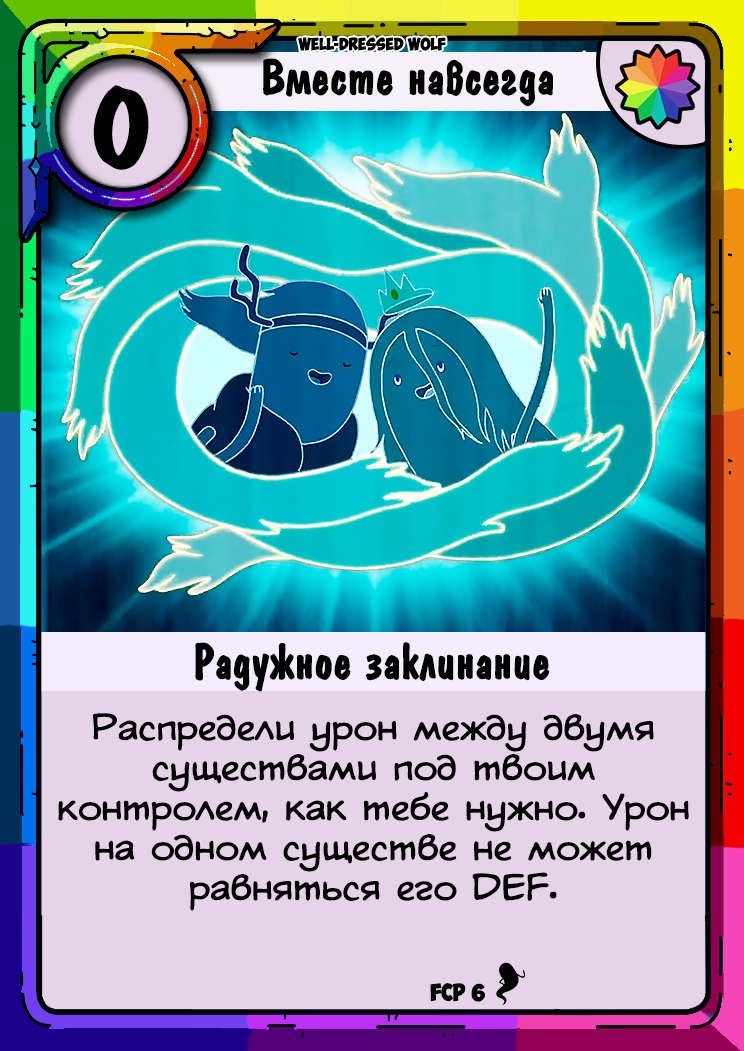 WELL-DRESSED WOLF
0
Вместе навсегда
Радужное заклинание
Распредели урон между двумя
существами под твоим
контролем, как тебе нужно. Урон
на одном существе не может
равняться его DEF.
FCP 6